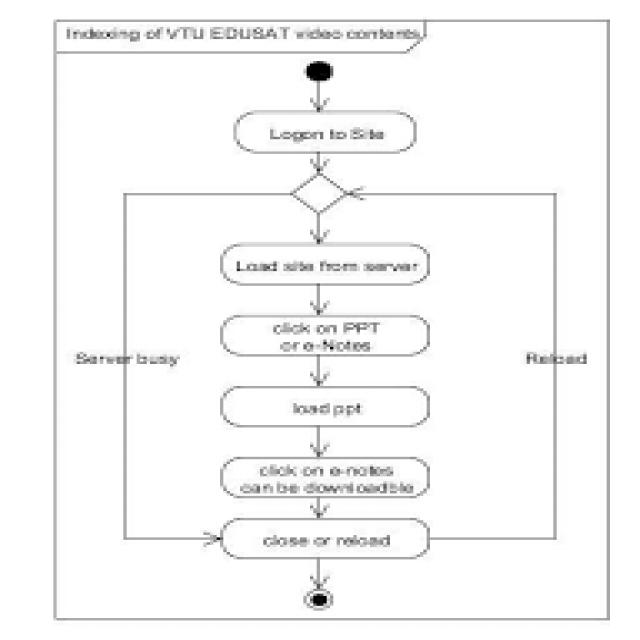 Indexing of VTU EDUSAT video contents
Logon to Site
Load site from server
click on PPT
or e-Notes
Server busy
Reload
load ppt
click on e-notes
can be downloadble
close or reload